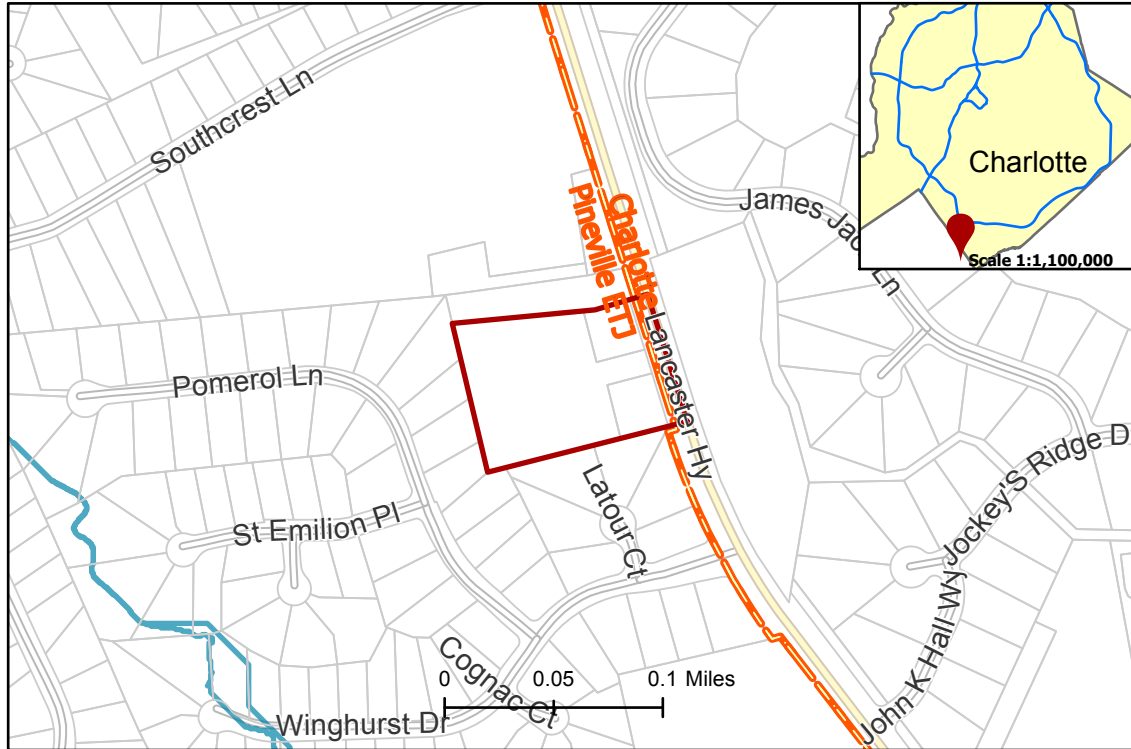 Southcrest Ln
Charlotte
Scale 1:1,100,000
James Jack Ln
Charlotte
Pineville ETJ
Lancaster Hy
Pomerol Ln
Latour Ct
St Emilion Pl
Jockey'S Ridge D
John K Hall Wy
Cognac Ct
0 0.05 0.1 Miles
Winghurst Dr